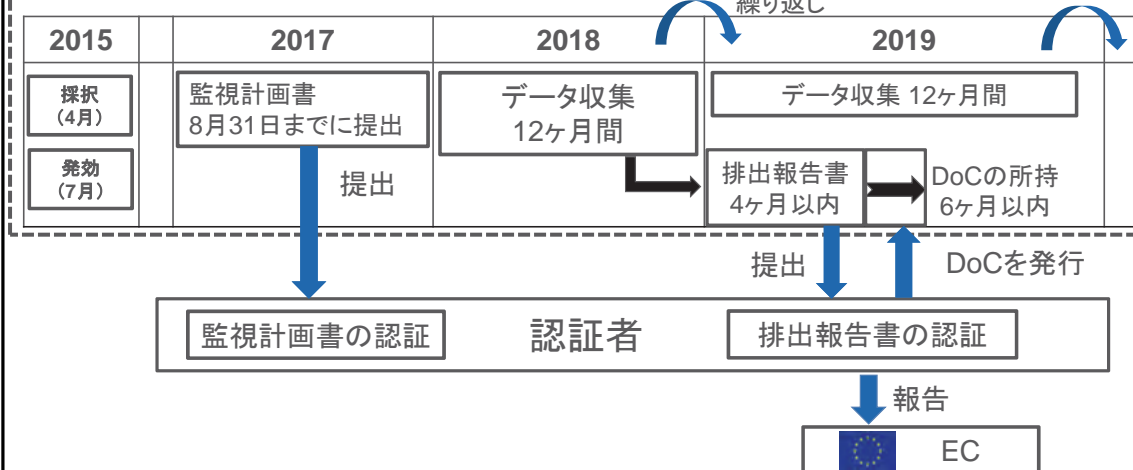 繰り返し
2015
2017
2018
2019
採択
(4月)
監視計画書
8月31日までに提出
データ収集
12ヶ月間
データ収集 12ヶ月間
発効
(7月)
提出
排出報告書
4ヶ月以内
DoCの所持
6ヶ月以内
提出
DoCを発行
監視計画書の認証
認証者
排出報告書の認証
報告
EC